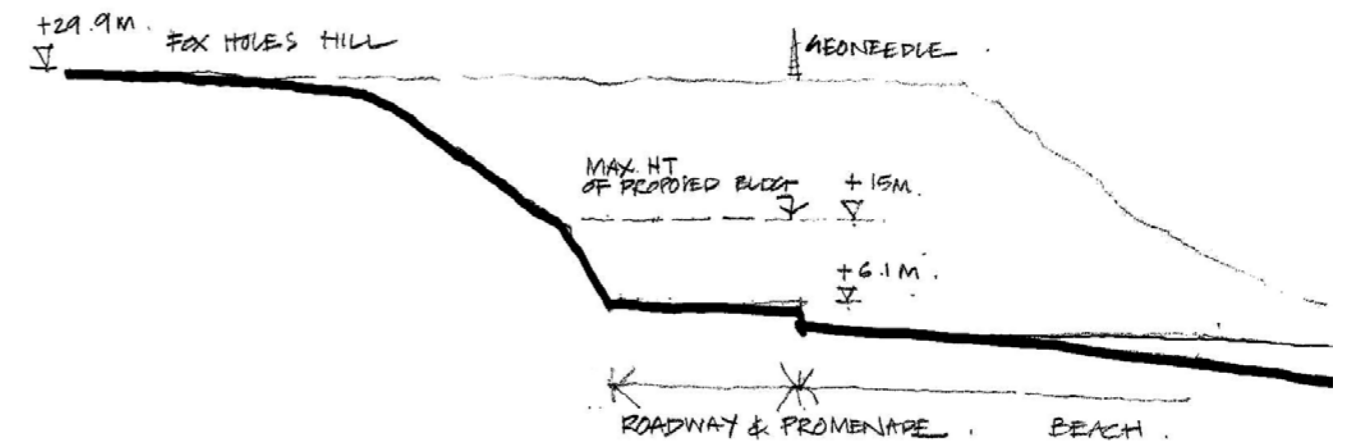 +29.9M.
FOX HOLES HILL
GEONEEDLE.
MAX. HT
OF PROPOSED BLDG
+15M.
+6.1M.
ROADWAY & PROMENADE.
BEACH.